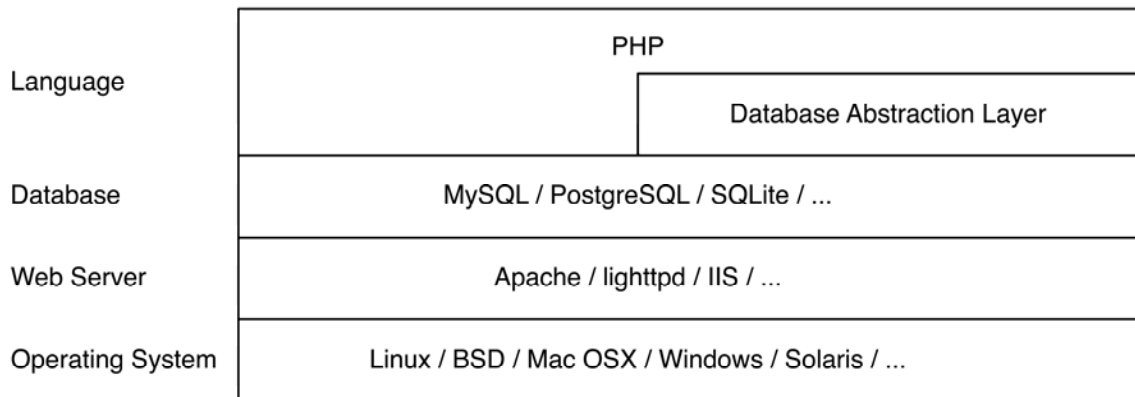 PHP
Language
Database Abstraction Layer
Database
MySQL / PostgreSQL / SQLite / ...
Web Server
Apache / lighttpd / IIS / ...
Operating System
Linux / BSD / Mac OSX / Windows / Solaris / ...